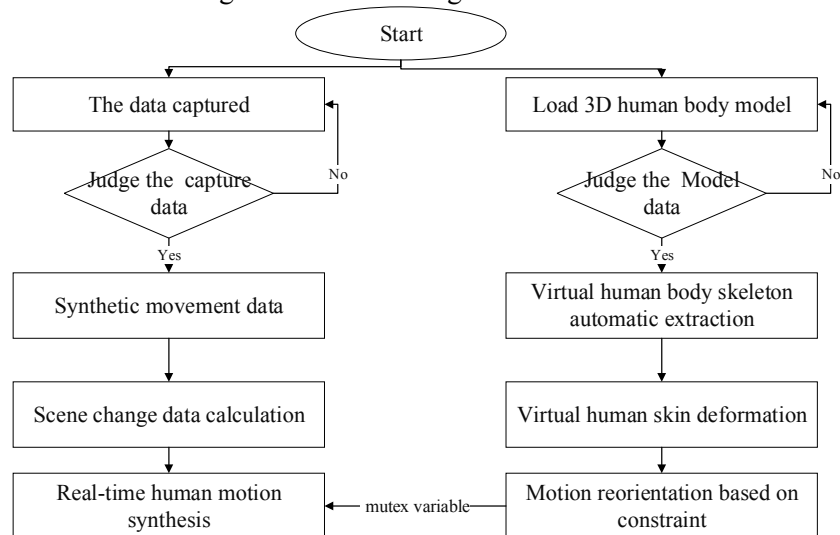 Start
The data captured
Load 3D human body model
Judge the capture
data
No
Judge the Model
data
No
Yes
Yes
Synthetic movement data
Virtual human body skeleton
automatic extraction
Scene change data calculation
Virtual human skin deformation
Real-time human motion
synthesis
mutex variable
Motion reorientation based on
constraint